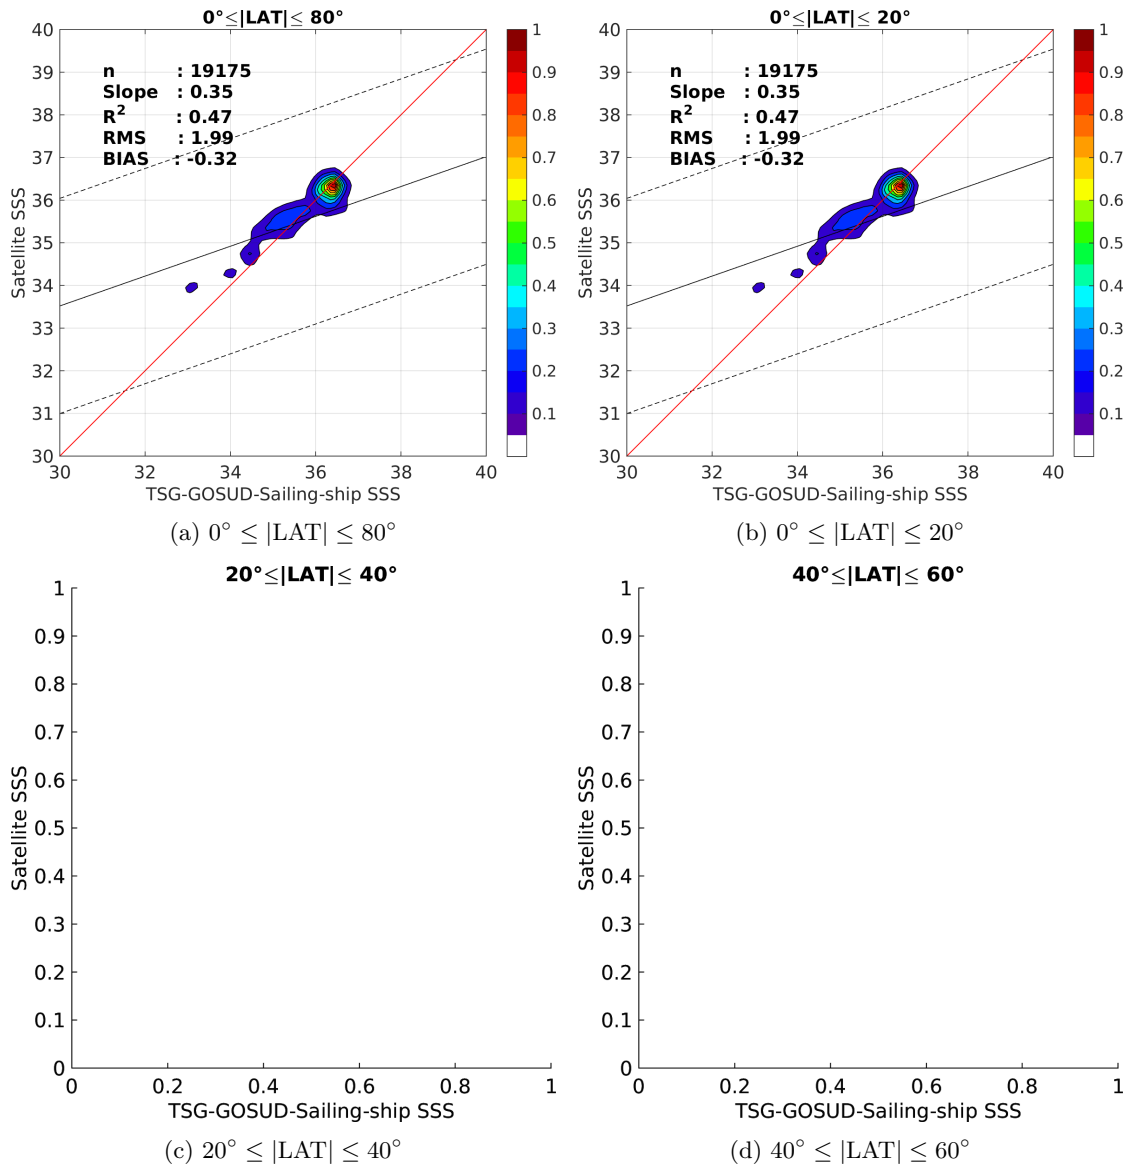 0°≤|LAT|≤ 80°
40
39
38
37
36
35
34
33
32
31
30
Satellite SSS
n : 19175
Slope : 0.35
R² : 0.47
RMS : 1.99
BIAS : -0.32
30 32 34 36 38 40
TSG-GOSUD-Sailing-ship SSS
1
0.9
0.8
0.7
0.6
0.5
0.4
0.3
0.2
0.1
(a) 0° ≤ |LAT| ≤ 80°
0°≤|LAT|≤ 20°
40
39
38
37
36
35
34
33
32
31
30
Satellite SSS
n : 19175
Slope : 0.35
R² : 0.47
RMS : 1.99
BIAS : -0.32
30 32 34 36 38 40
TSG-GOSUD-Sailing-ship SSS
1
0.9
0.8
0.7
0.6
0.5
0.4
0.3
0.2
0.1
(b) 0° ≤ |LAT| ≤ 20°
20°≤|LAT|≤ 40°
1
0.9
0.8
0.7
0.6
0.5
0.4
0.3
0.2
0.1
0
Satellite SSS
0 0.2 0.4 0.6 0.8 1
TSG-GOSUD-Sailing-ship SSS
(c) 20° ≤ |LAT| ≤ 40°
40°≤|LAT|≤ 60°
1
0.9
0.8
0.7
0.6
0.5
0.4
0.3
0.2
0.1
0
Satellite SSS
0 0.2 0.4 0.6 0.8 1
TSG-GOSUD-Sailing-ship SSS
(d) 40° ≤ |LAT| ≤ 60°